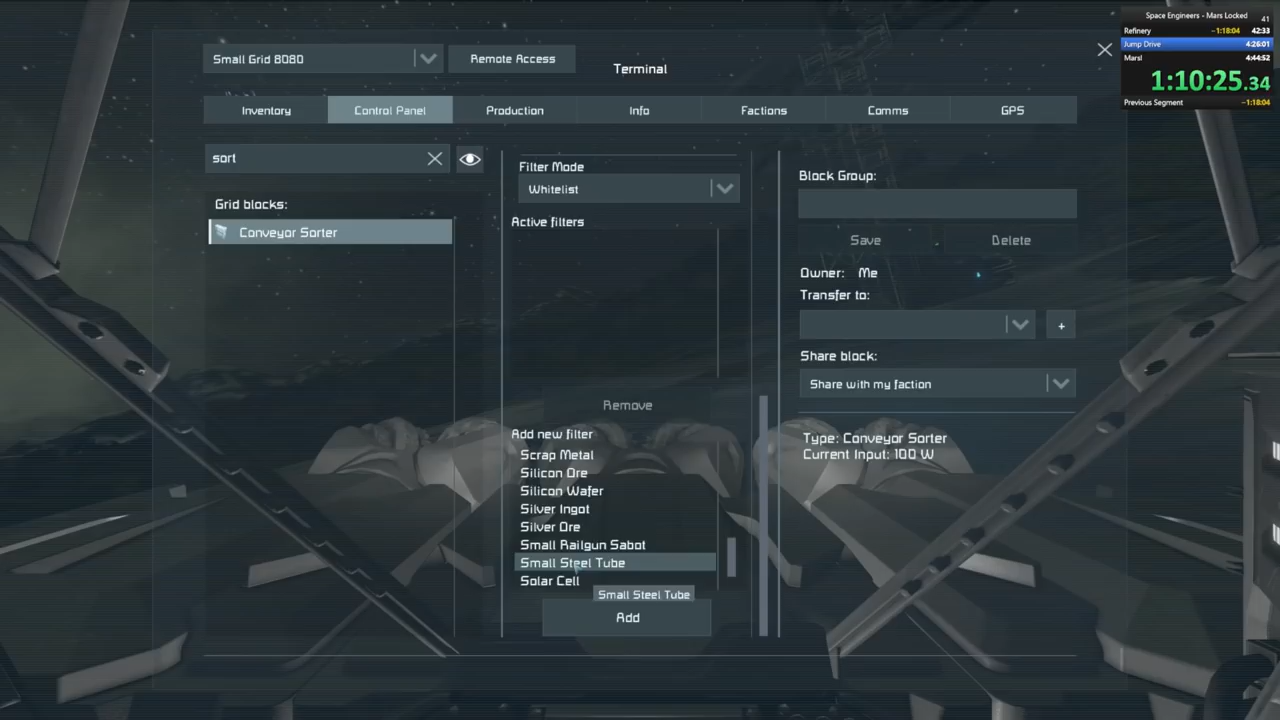 Small Grid 8080
Remote Access
Terminal
Inventory
Control Panel
Production
Info
Factions
Comms
GPS
sort
Grid blocks:
Conveyor Sorter
Filter Mode
Whitelist
Active filters
Remove
Add new filter
Scrap Metal
Silicon Ore
Silicon Wafer
Silver Ingot
Silver Ore
Small Railgun Sabot
Small Steel Tube
Solar Cell
Small Steel Tube
Add
Block Group:
Save Delete
Owner: Me
Transfer to:
+
Share block:
Share with my faction
Type: Conveyor Sorter
Current Input: 100 W
Space Engineers - Mars Locked
41
Refinery -1:18:04 42:33
Jump Drive 4:26:01
Mars! 4:44:52
1:10:25.34
Previous Segment -1:18:04